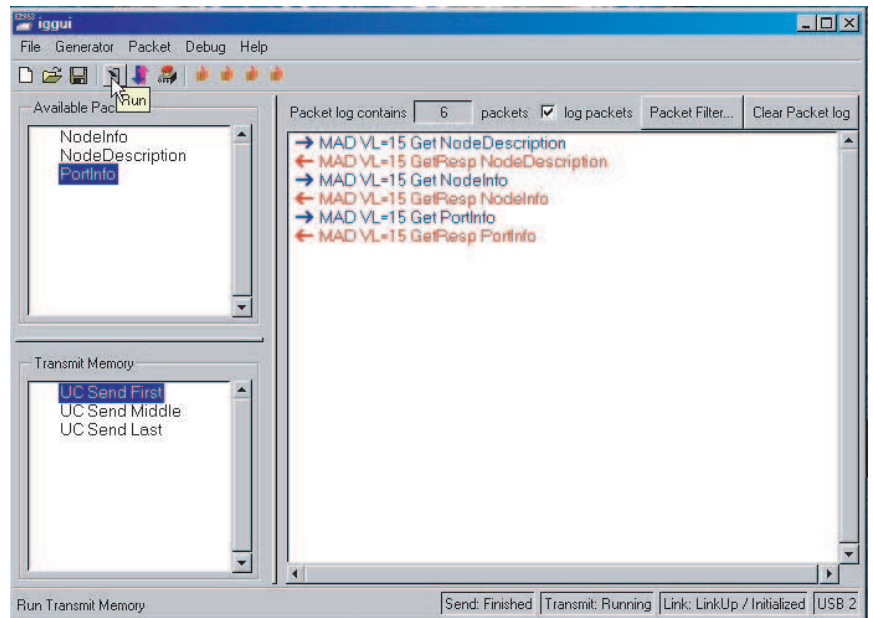 iggui
File Generator Packet Debug Help
Run
Available Pac
NodeInfo
NodeDescription
PortInfo
Packet log contains 6 packets log packets Packet Filter... Clear Packet log
MAD VL=15 Get NodeDescription
MAD VL=15 GetResp NodeDescription
MAD VL=15 Get NodeInfo
MAD VL=15 GetResp NodeInfo
MAD VL=15 Get PortInfo
MAD VL=15 GetResp PortInfo
Transmit Memory
UC Send First
UC Send Middle
UC Send Last
Run Transmit Memory
Send: Finished Transmit: Running Link: LinkUp / Initialized USB 2